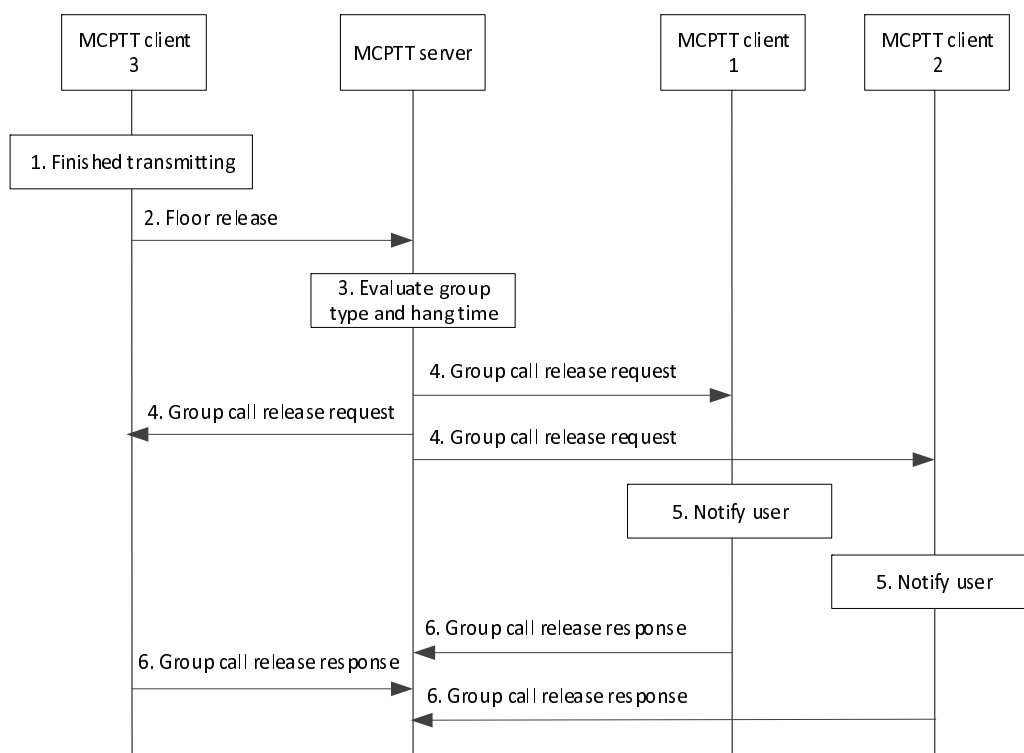 MCPTT client
3
MCPTT server
MCPTT client
1
MCPTT client
2
1. Finished transmitting
2. Floor release
3. Evaluate group
type and hang time
4. Group call release request
4. Group call release request
4. Group call release request
5. Notify user
5. Notify user
6. Group call release response
6. Group call release response
6. Group call release response